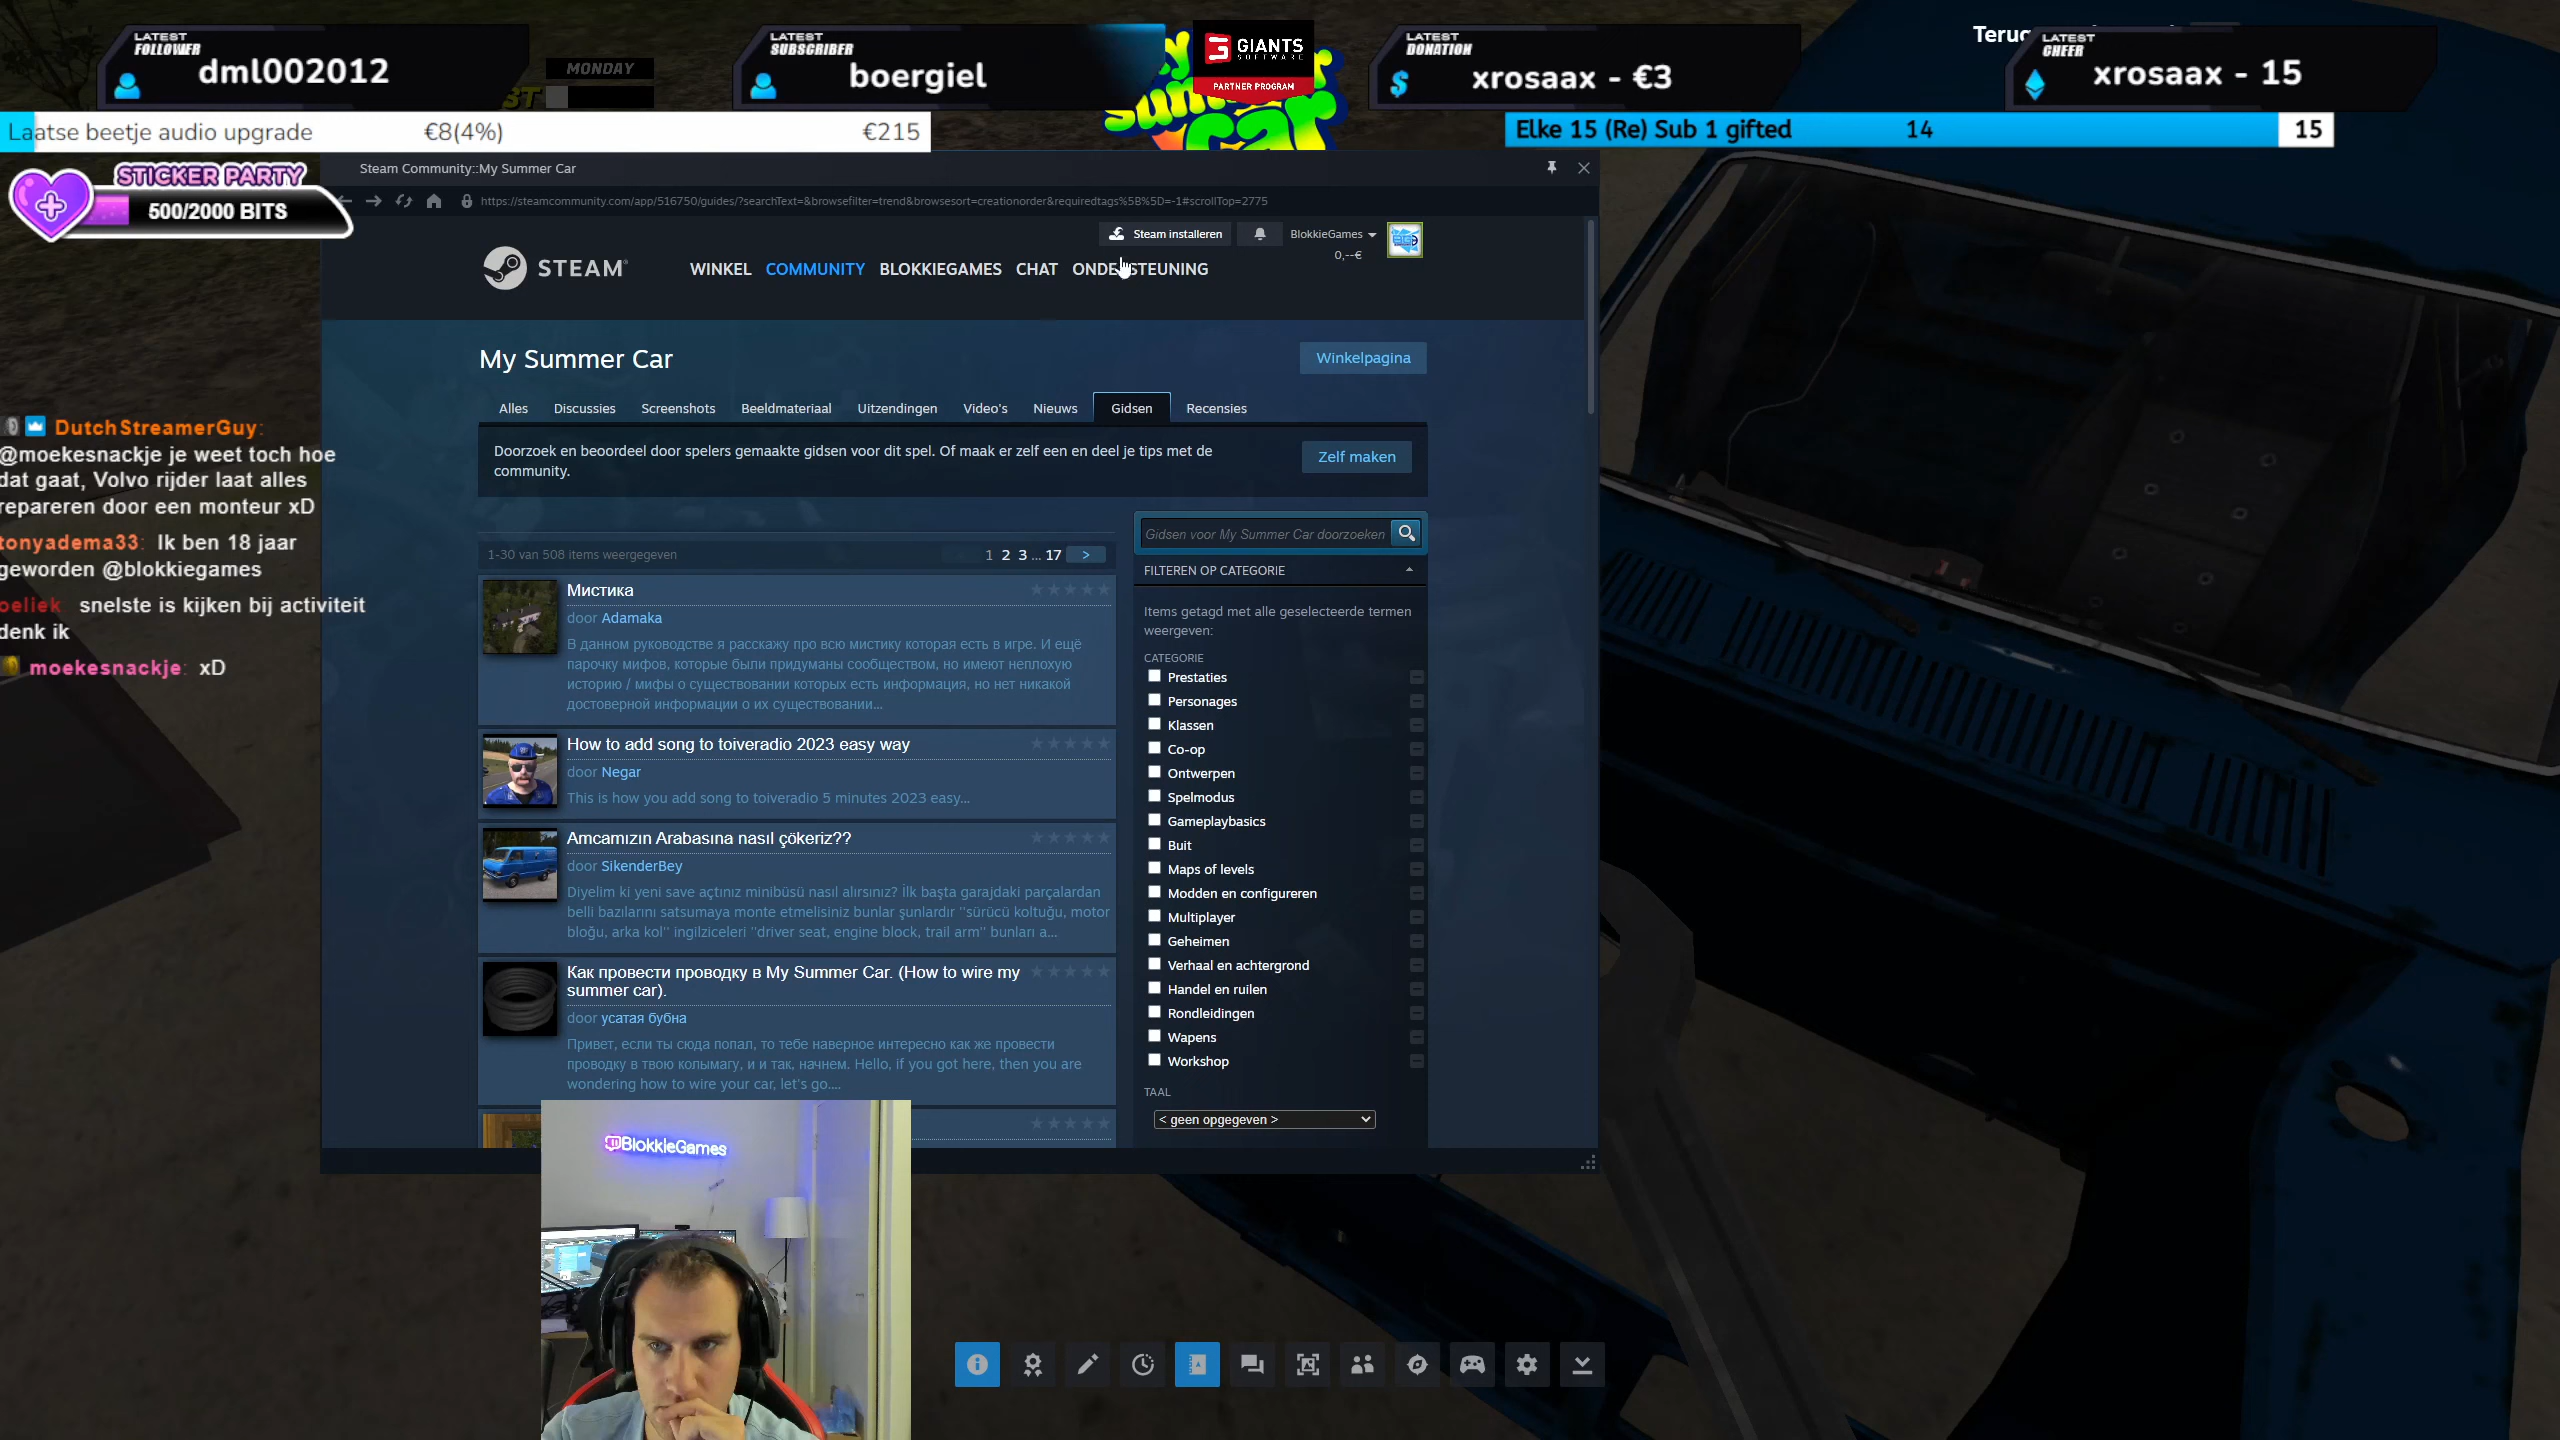 LATEST
FOLLOWER
dml002012
MONDAY
LATEST
SUBSCRIBER
boergiel
GIANTS
SOFTWARE
PARTNER PROGRAM
LATEST
DONATION
xrosaax - €3
Terug
LATEST
CHEER
xrosaax - 15
Laatse beetje audio upgrade €8(4%) €215
Elke 15 (Re) Sub 1 gifted 14 15
STICKER PARTY
500/2000 BITS
Steam Community::My Summer Car
https://steamcommunity.com/app/516750/guides/?searchText=&browsefilter=trend&browsesort=creationorder&requiredtags%5B%5D=-1#scrollTop=2775
Steam installeren
BlokkieGames
0,--€
STEAM
WINKEL COMMUNITY BLOKKIEGAMES CHAT ONDERSTEUNING
My Summer Car
Winkelpagina
Alles Discussies Screenshots Beeldmateriaal Uitzendingen Video's Nieuws Gidsen Recensies
Doorzoek en beoordeel door spelers gemaakte gidsen voor dit spel. Of maak er zelf een en deel je tips met de
community.
Zelf maken
DutchStreamerGuy:
@moekesnackje je weet toch hoe
dat gaat, Volvo rijder laat alles
repareren door een monteur xD
tonyadema33: Ik ben 18 jaar
geworden @blokkiegames
oeliek: snelste is kijken bij activiteit
denk ik
moekesnackje: xD
1-30 van 508 items weergegeven
1 2 3 ... 17 >
Мистика
door Adamaka
В данном руководстве я расскажу про всю мистику которая есть в игре. И ещё
парочку мифов, которые были придуманы сообществом, но имеют неплохую
историю / мифы о существовании которых есть информация, но нет никакой
достоверной информации о их существовании...
How to add song to toiveradio 2023 easy way
door Negar
This is how you add song to toiveradio 5 minutes 2023 easy...
Amcamızın Arabasına nasıl çökeriz??
door SikenderBey
Diyelim ki yeni save açtınız minibüsü nasıl alırsınız? İlk başta garajdaki parçalardan
belli bazılarını satsumaya monte etmelisiniz bunlar şunlardır "sürücü koltuğu, motor
bloğu, arka kol" ingilziceleri "driver seat, engine block, trail arm" bunları a...
Как провести проводку в My Summer Car. (How to wire my
summer car).
door усатая бубна
Привет, если ты сюда попал, то тебе наверное интересно как же провести
проводку в твою колымагу, и и так, начнем. Hello, if you got here, then you are
wondering how to wire your car, let's go....
Gidsen voor My Summer Car doorzoeken
FILTEREN OP CATEGORIE
Items getagd met alle geselecteerde termen
weergeven:
CATEGORIE
Prestaties
Personages
Klassen
Co-op
Ontwerpen
Spelmodus
Gameplaybasics
Buit
Maps of levels
Modden en configureren
Multiplayer
Geheimen
Verhaal en achtergrond
Handel en ruilen
Rondleidingen
Wapens
Workshop
TAAL
< geen opgegeven >
BlokkieGames